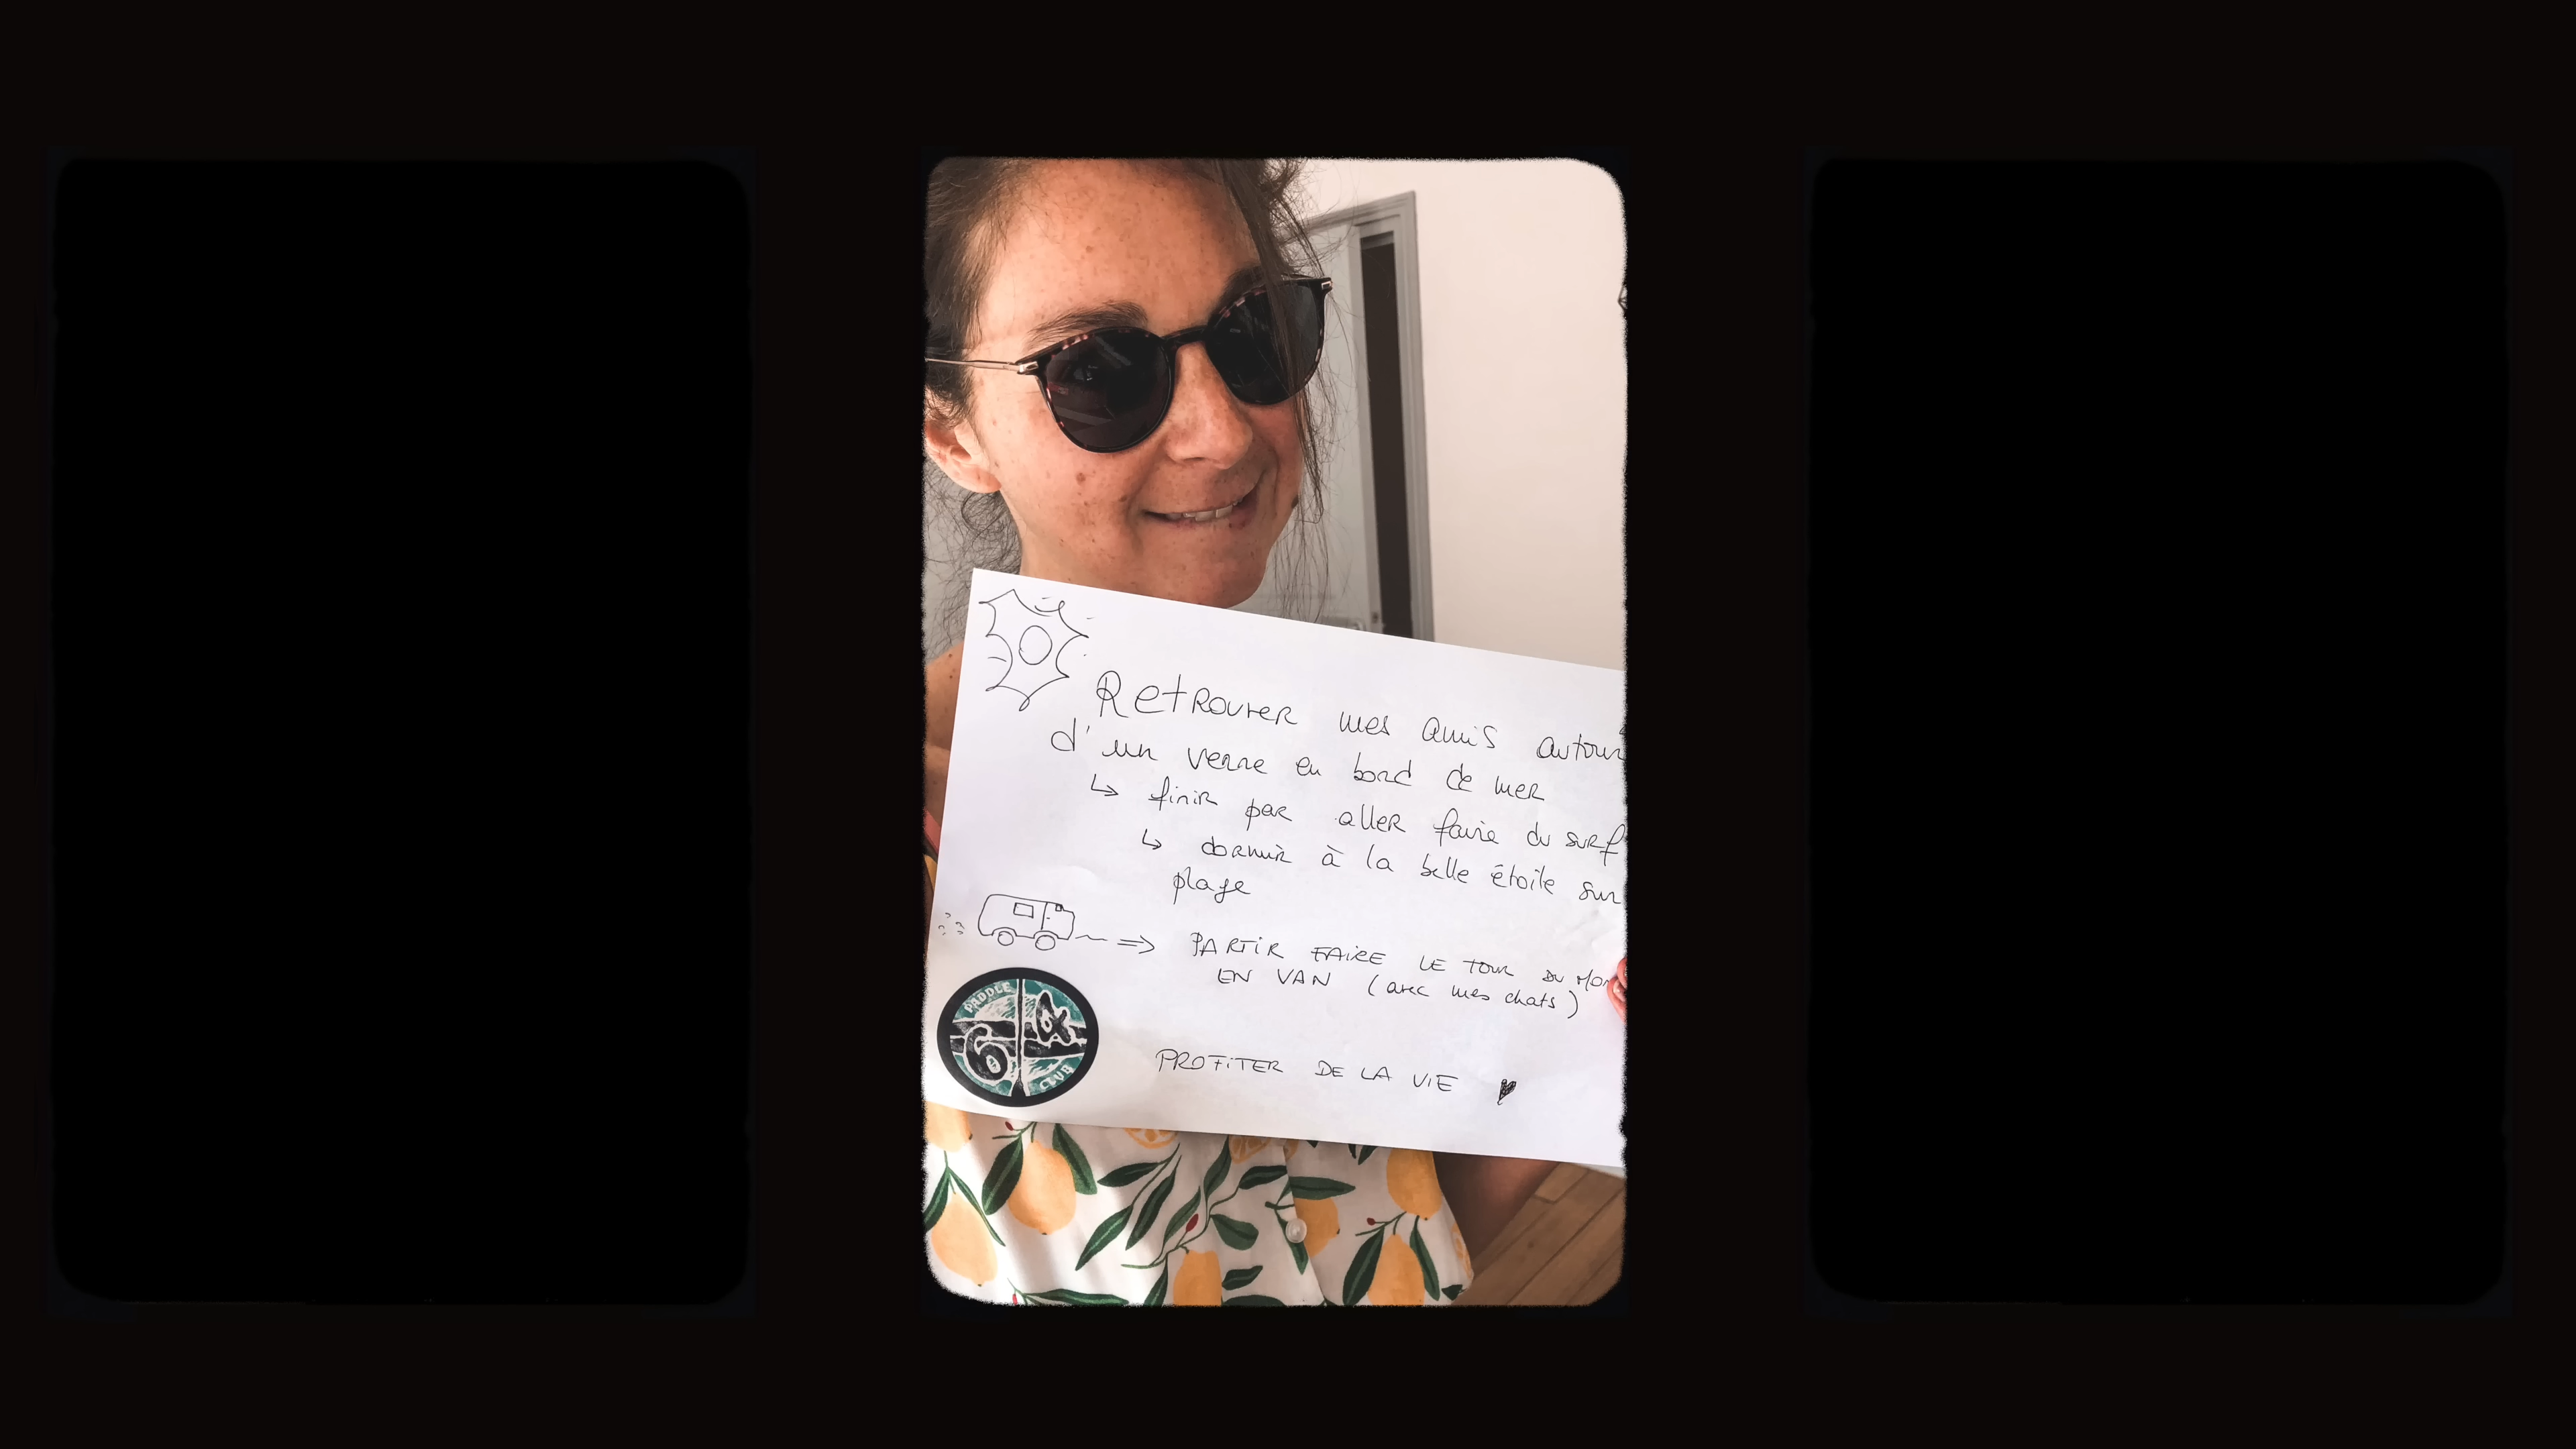 Retrouver mes amis autour
d'un verre en bord de mer
↳ finir par aller faire du surf
↳ dormir à la belle étoile sur
plage
⇒ PARTIR FAIRE LE TOUR DU MON
EN VAN (avec mes chats)
PROFITER DE LA VIE ♥
PADDLE
CLUB